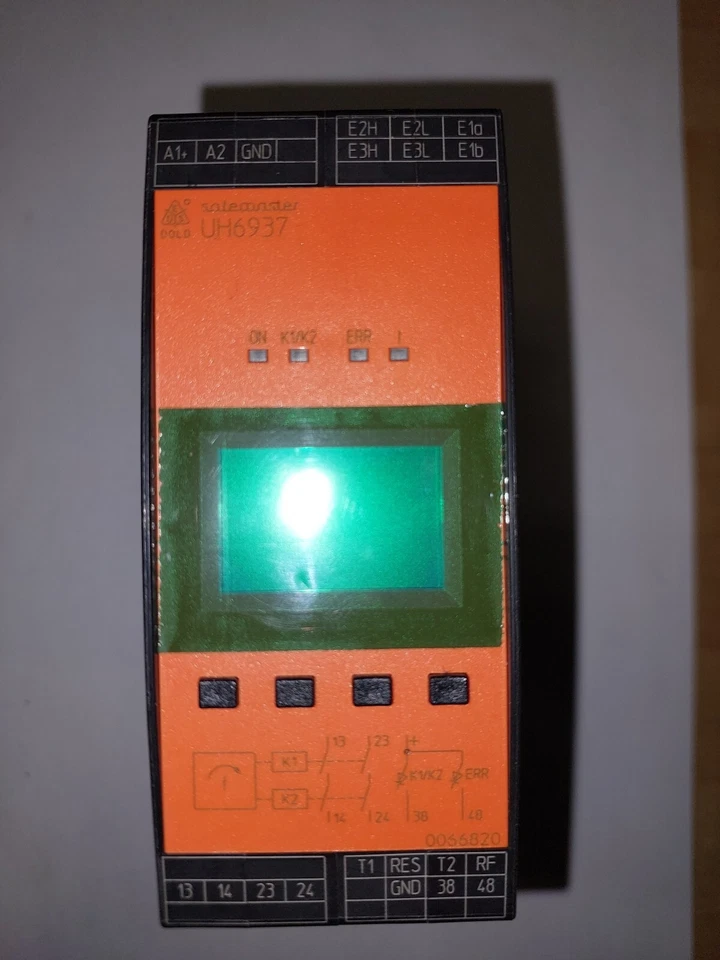 E2H E2L E1a
A1+ A2 GND E3H E3L E1b
safemaster
DOLD UH6937
ON K1/K2 ERR I
13 23 +
K1
K1/K2 ERR
K2
14 24 38 48
0066820
T1 RES T2 RF
13 14 23 24 GND 38 48